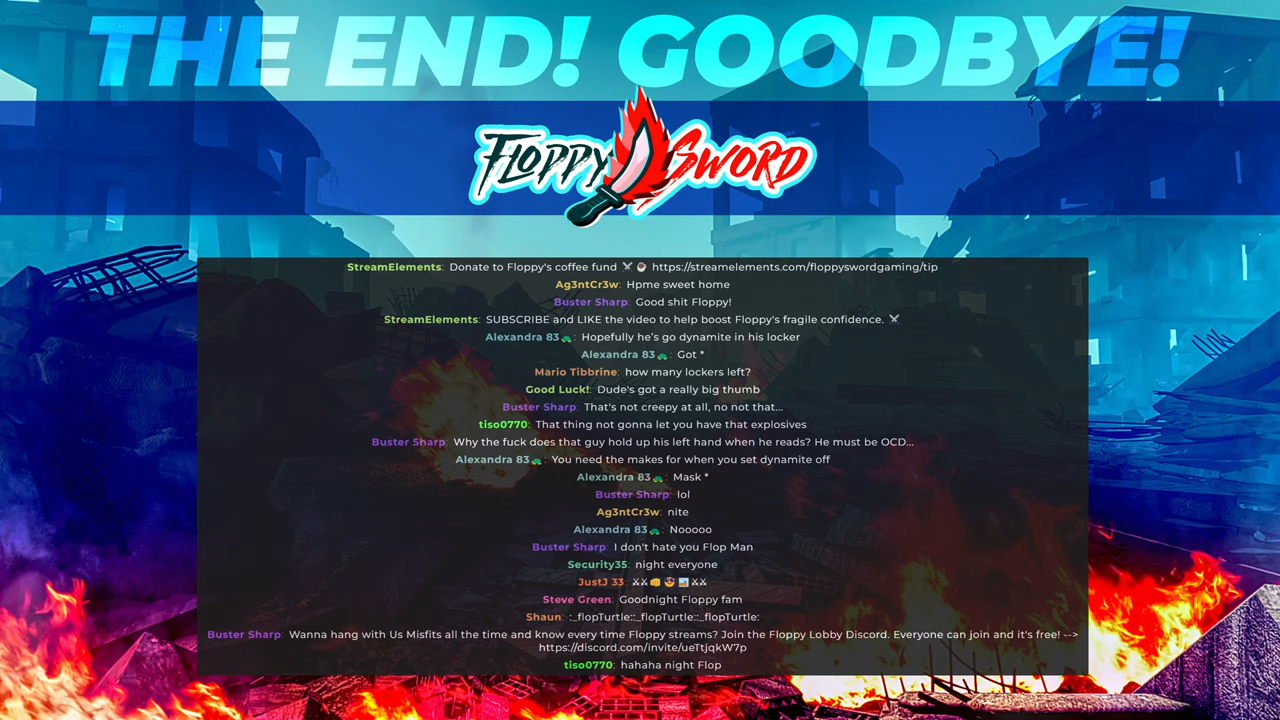 THE END! GOODBYE!
FLOPPY SWORD
StreamElements: Donate to Floppy's coffee fund ⚔ https://streamelements.com/floppyswordgaming/tip
Ag3ntCr3w: Hpme sweet home
Buster Sharp: Good shit Floppy!
StreamElements: SUBSCRIBE and LIKE the video to help boost Floppy's fragile confidence. ⚔
Alexandra 83🐢: Hopefully he's go dynamite in his locker
Alexandra 83🐢: Got *
Mario Tibbrine: how many lockers left?
Good Luck!: Dude's got a really big thumb
Buster Sharp: That's not creepy at all, no not that...
tiso0770: That thing not gonna let you have that explosives
Buster Sharp: Why the fuck does that guy hold up his left hand when he reads? He must be OCD...
Alexandra 83🐢: You need the makes for when you set dynamite off
Alexandra 83🐢: Mask *
Buster Sharp: lol
Ag3ntCr3w: nite
Alexandra 83🐢: Nooooo
Buster Sharp: I don't hate you Flop Man
Security35: night everyone
JustJ 33: ⚔⚔👊⚔⚔
Steve Green: Goodnight Floppy fam
Shaun: :_flopTurtle::_flopTurtle::_flopTurtle:
Buster Sharp: Wanna hang with Us Misfits all the time and know every time Floppy streams? Join the Floppy Lobby Discord. Everyone can join and it's free! -->
https://discord.com/invite/ueTtjqkW7p
tiso0770: hahaha night Flop